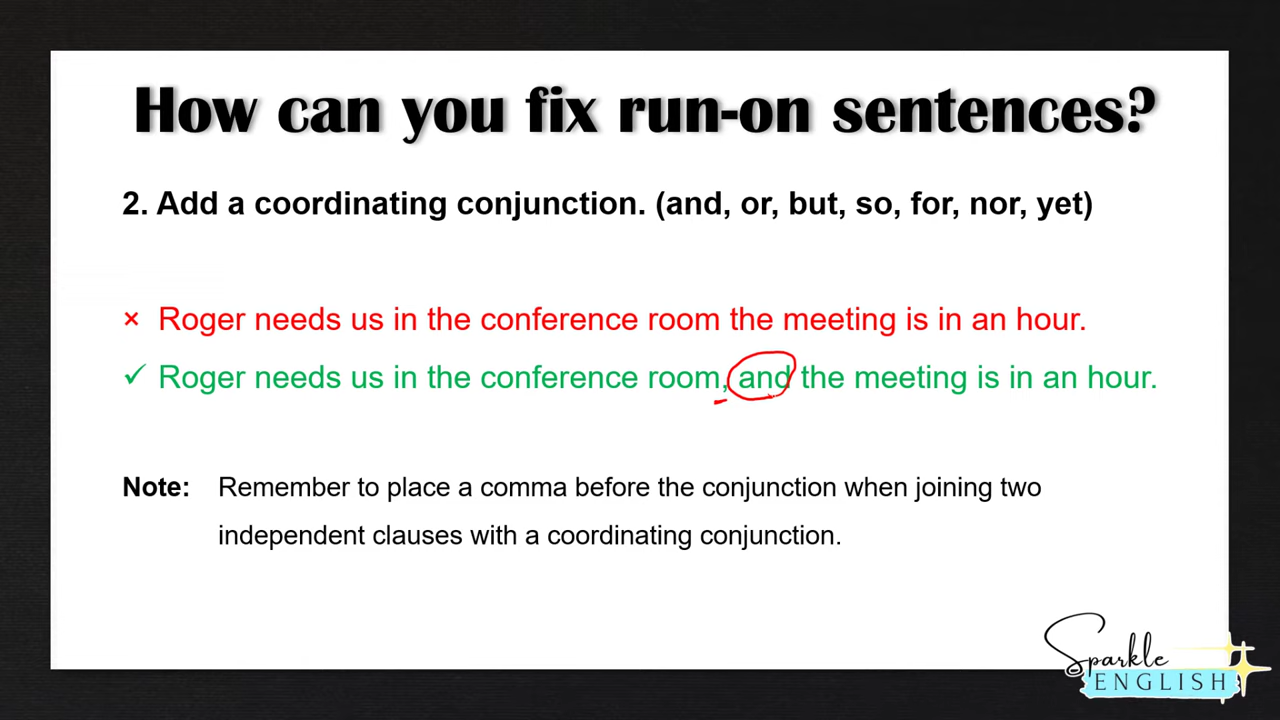 How can you fix run-on sentences?
2. Add a coordinating conjunction. (and, or, but, so, for, nor, yet)
× Roger needs us in the conference room the meeting is in an hour.
✓ Roger needs us in the conference room, and the meeting is in an hour.
Note: Remember to place a comma before the conjunction when joining two
independent clauses with a coordinating conjunction.
Sparkle
ENGLISH